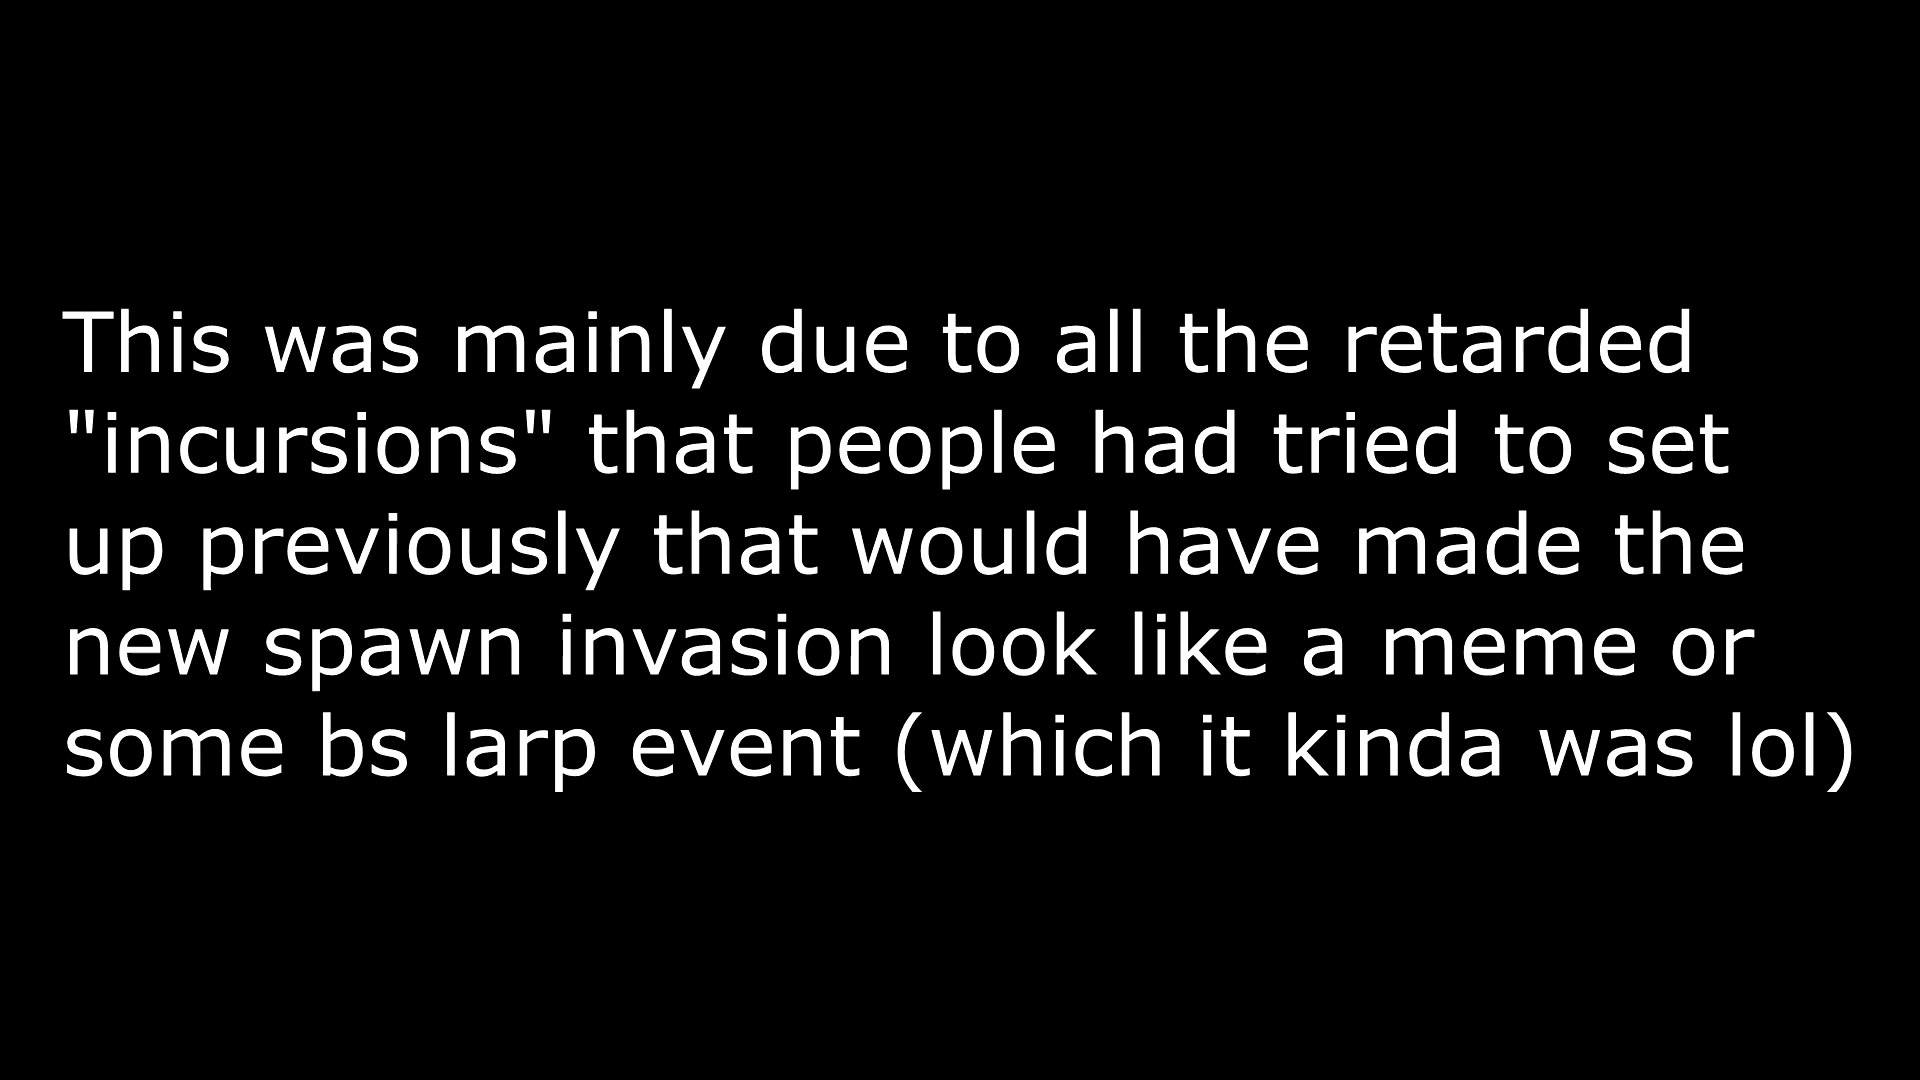 This was mainly due to all the retarded
"incursions" that people had tried to set
up previously that would have made the
new spawn invasion look like a meme or
some bs larp event (which it kinda was lol)